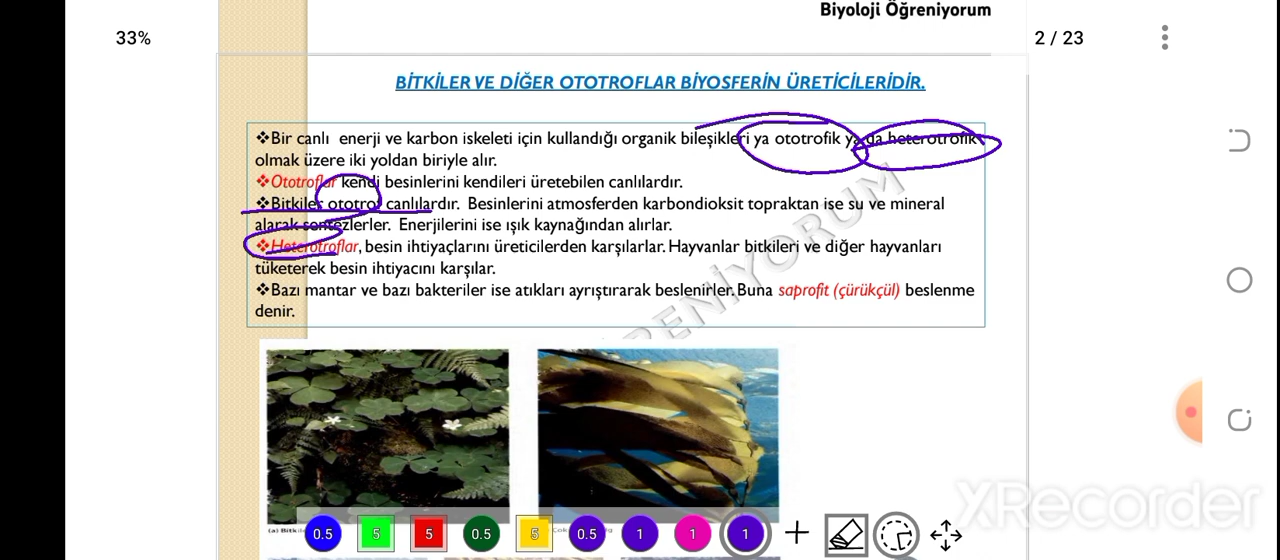 Biyoloji Öğreniyorum
33%
2 / 23
BİTKİLER VE DİĞER OTOTROFLAR BİYOSFERİN ÜRETİCİLERİDİR.
❖Bir canlı enerji ve karbon iskeleti için kullandığı organik bileşikleri ya ototrofik ya da heterotrofik
olmak üzere iki yoldan biriyle alır.
❖Ototroflar kendi besinlerini kendileri üretebilen canlılardır.
❖Bitkiler ototrof canlılardır. Besinlerini atmosferden karbondioksit topraktan ise su ve mineral
alarak sentezlerler. Enerjilerini ise ışık kaynağından alırlar.
❖Heterotroflar, besin ihtiyaçlarını üreticilerden karşılarlar. Hayvanlar bitkileri ve diğer hayvanları
tüketerek besin ihtiyacını karşılar.
❖Bazı mantar ve bazı bakteriler ise atıkları ayrıştırarak beslenirler. Buna saprofit (çürükçül) beslenme
denir.
RENİYORUM
XRecorder
0.5 5 5 0.5 5 0.5 1 1 1